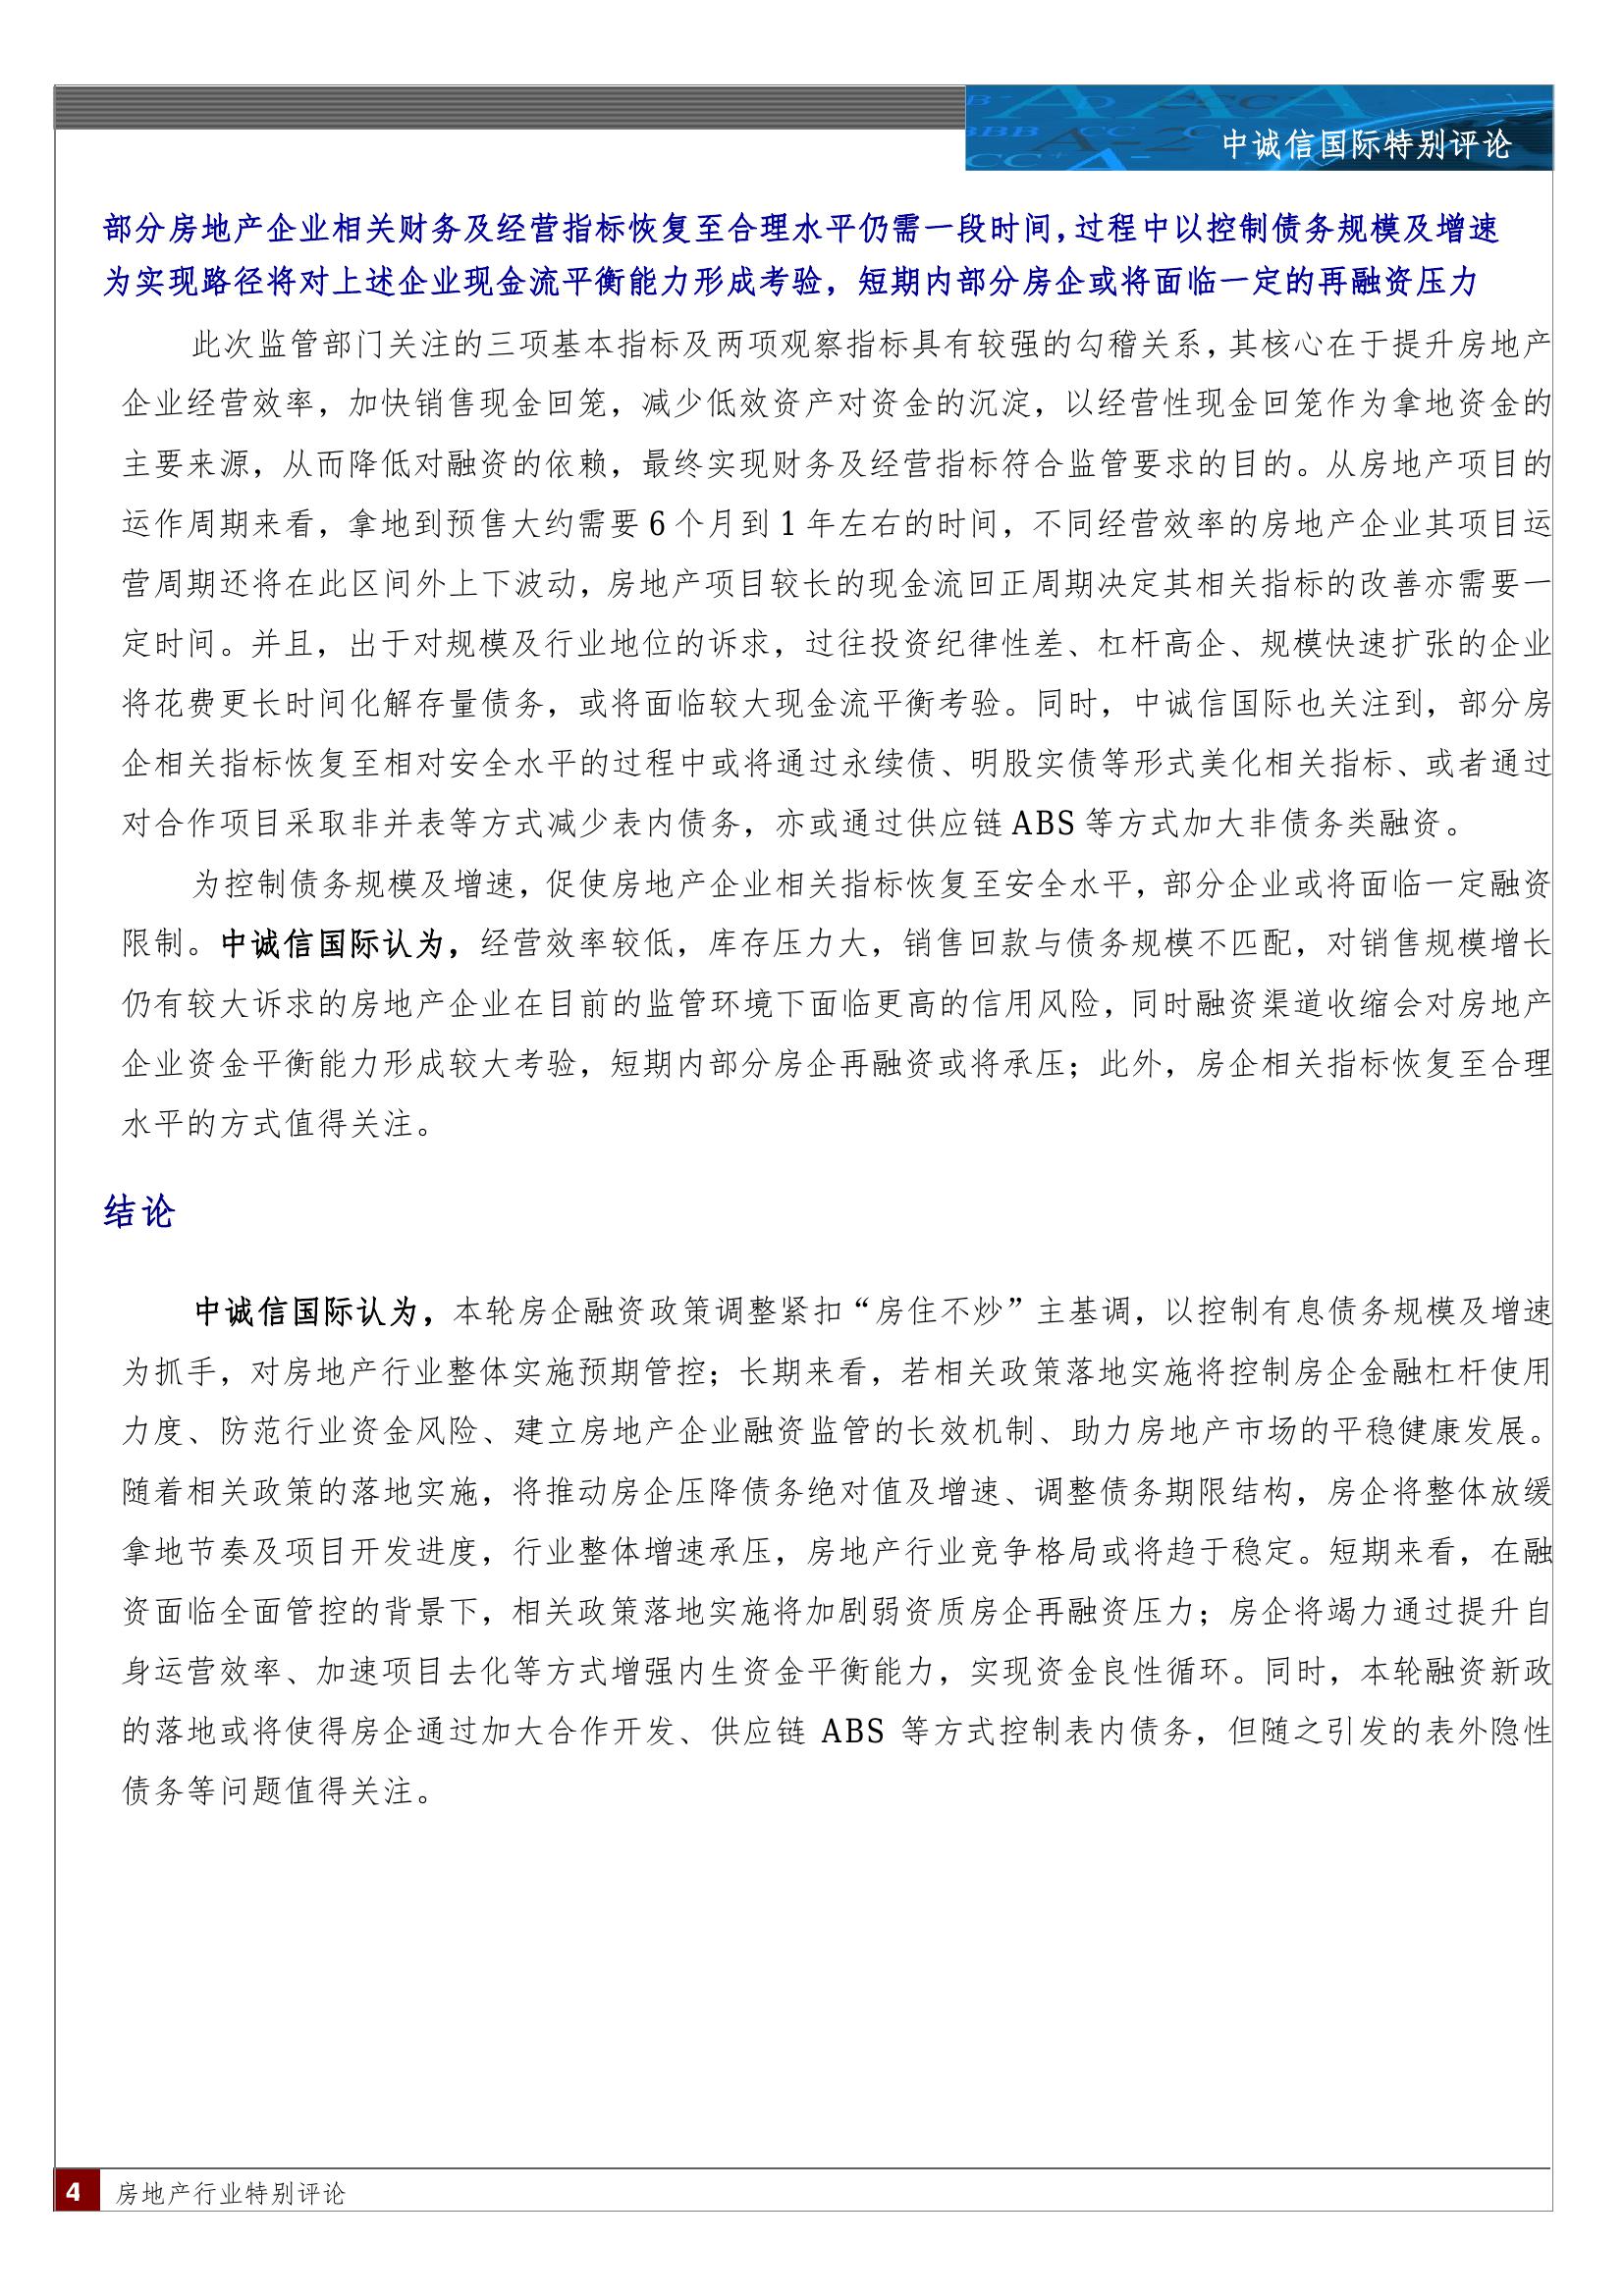 中诚信国际特别评论
部分房地产企业相关财务及经营指标恢复至合理水平仍需一段时间，过程中以控制债务规模及增速
为实现路径将对上述企业现金流平衡能力形成考验，短期内部分房企或将面临一定的再融资压力
此次监管部门关注的三项基本指标及两项观察指标具有较强的勾稽关系，其核心在于提升房地产
企业经营效率，加快销售现金回笼，减少低效资产对资金的沉淀，以经营性现金回笼作为拿地资金的
主要来源，从而降低对融资的依赖，最终实现财务及经营指标符合监管要求的目的。从房地产项目的
运作周期来看，拿地到预售大约需要 6 个月到 1 年左右的时间，不同经营效率的房地产企业其项目运
营周期还将在此区间外上下波动，房地产项目较长的现金流回正周期决定其相关指标的改善亦需要一
定时间。并且，出于对规模及行业地位的诉求，过往投资纪律性差、杠杆高企、规模快速扩张的企业
将花费更长时间化解存量债务，或将面临较大现金流平衡考验。同时，中诚信国际也关注到，部分房
企相关指标恢复至相对安全水平的过程中或将通过永续债、明股实债等形式美化相关指标、或者通过
对合作项目采取非并表等方式减少表内债务，亦或通过供应链 ABS 等方式加大非债务类融资。
为控制债务规模及增速，促使房地产企业相关指标恢复至安全水平，部分企业或将面临一定融资
限制。中诚信国际认为，经营效率较低，库存压力大，销售回款与债务规模不匹配，对销售规模增长
仍有较大诉求的房地产企业在目前的监管环境下面临更高的信用风险，同时融资渠道收缩会对房地产
企业资金平衡能力形成较大考验，短期内部分房企再融资或将承压；此外，房企相关指标恢复至合理
水平的方式值得关注。
结论
中诚信国际认为，本轮房企融资政策调整紧扣“房住不炒”主基调，以控制有息债务规模及增速
为抓手，对房地产行业整体实施预期管控；长期来看，若相关政策落地实施将控制房企金融杠杆使用
力度、防范行业资金风险、建立房地产企业融资监管的长效机制、助力房地产市场的平稳健康发展。
随着相关政策的落地实施，将推动房企压降债务绝对值及增速、调整债务期限结构，房企将整体放缓
拿地节奏及项目开发进度，行业整体增速承压，房地产行业竞争格局或将趋于稳定。短期来看，在融
资面临全面管控的背景下，相关政策落地实施将加剧弱资质房企再融资压力；房企将竭力通过提升自
身运营效率、加速项目去化等方式增强内生资金平衡能力，实现资金良性循环。同时，本轮融资新政
的落地或将使得房企通过加大合作开发、供应链 ABS 等方式控制表内债务，但随之引发的表外隐性
债务等问题值得关注。
4 房地产行业特别评论